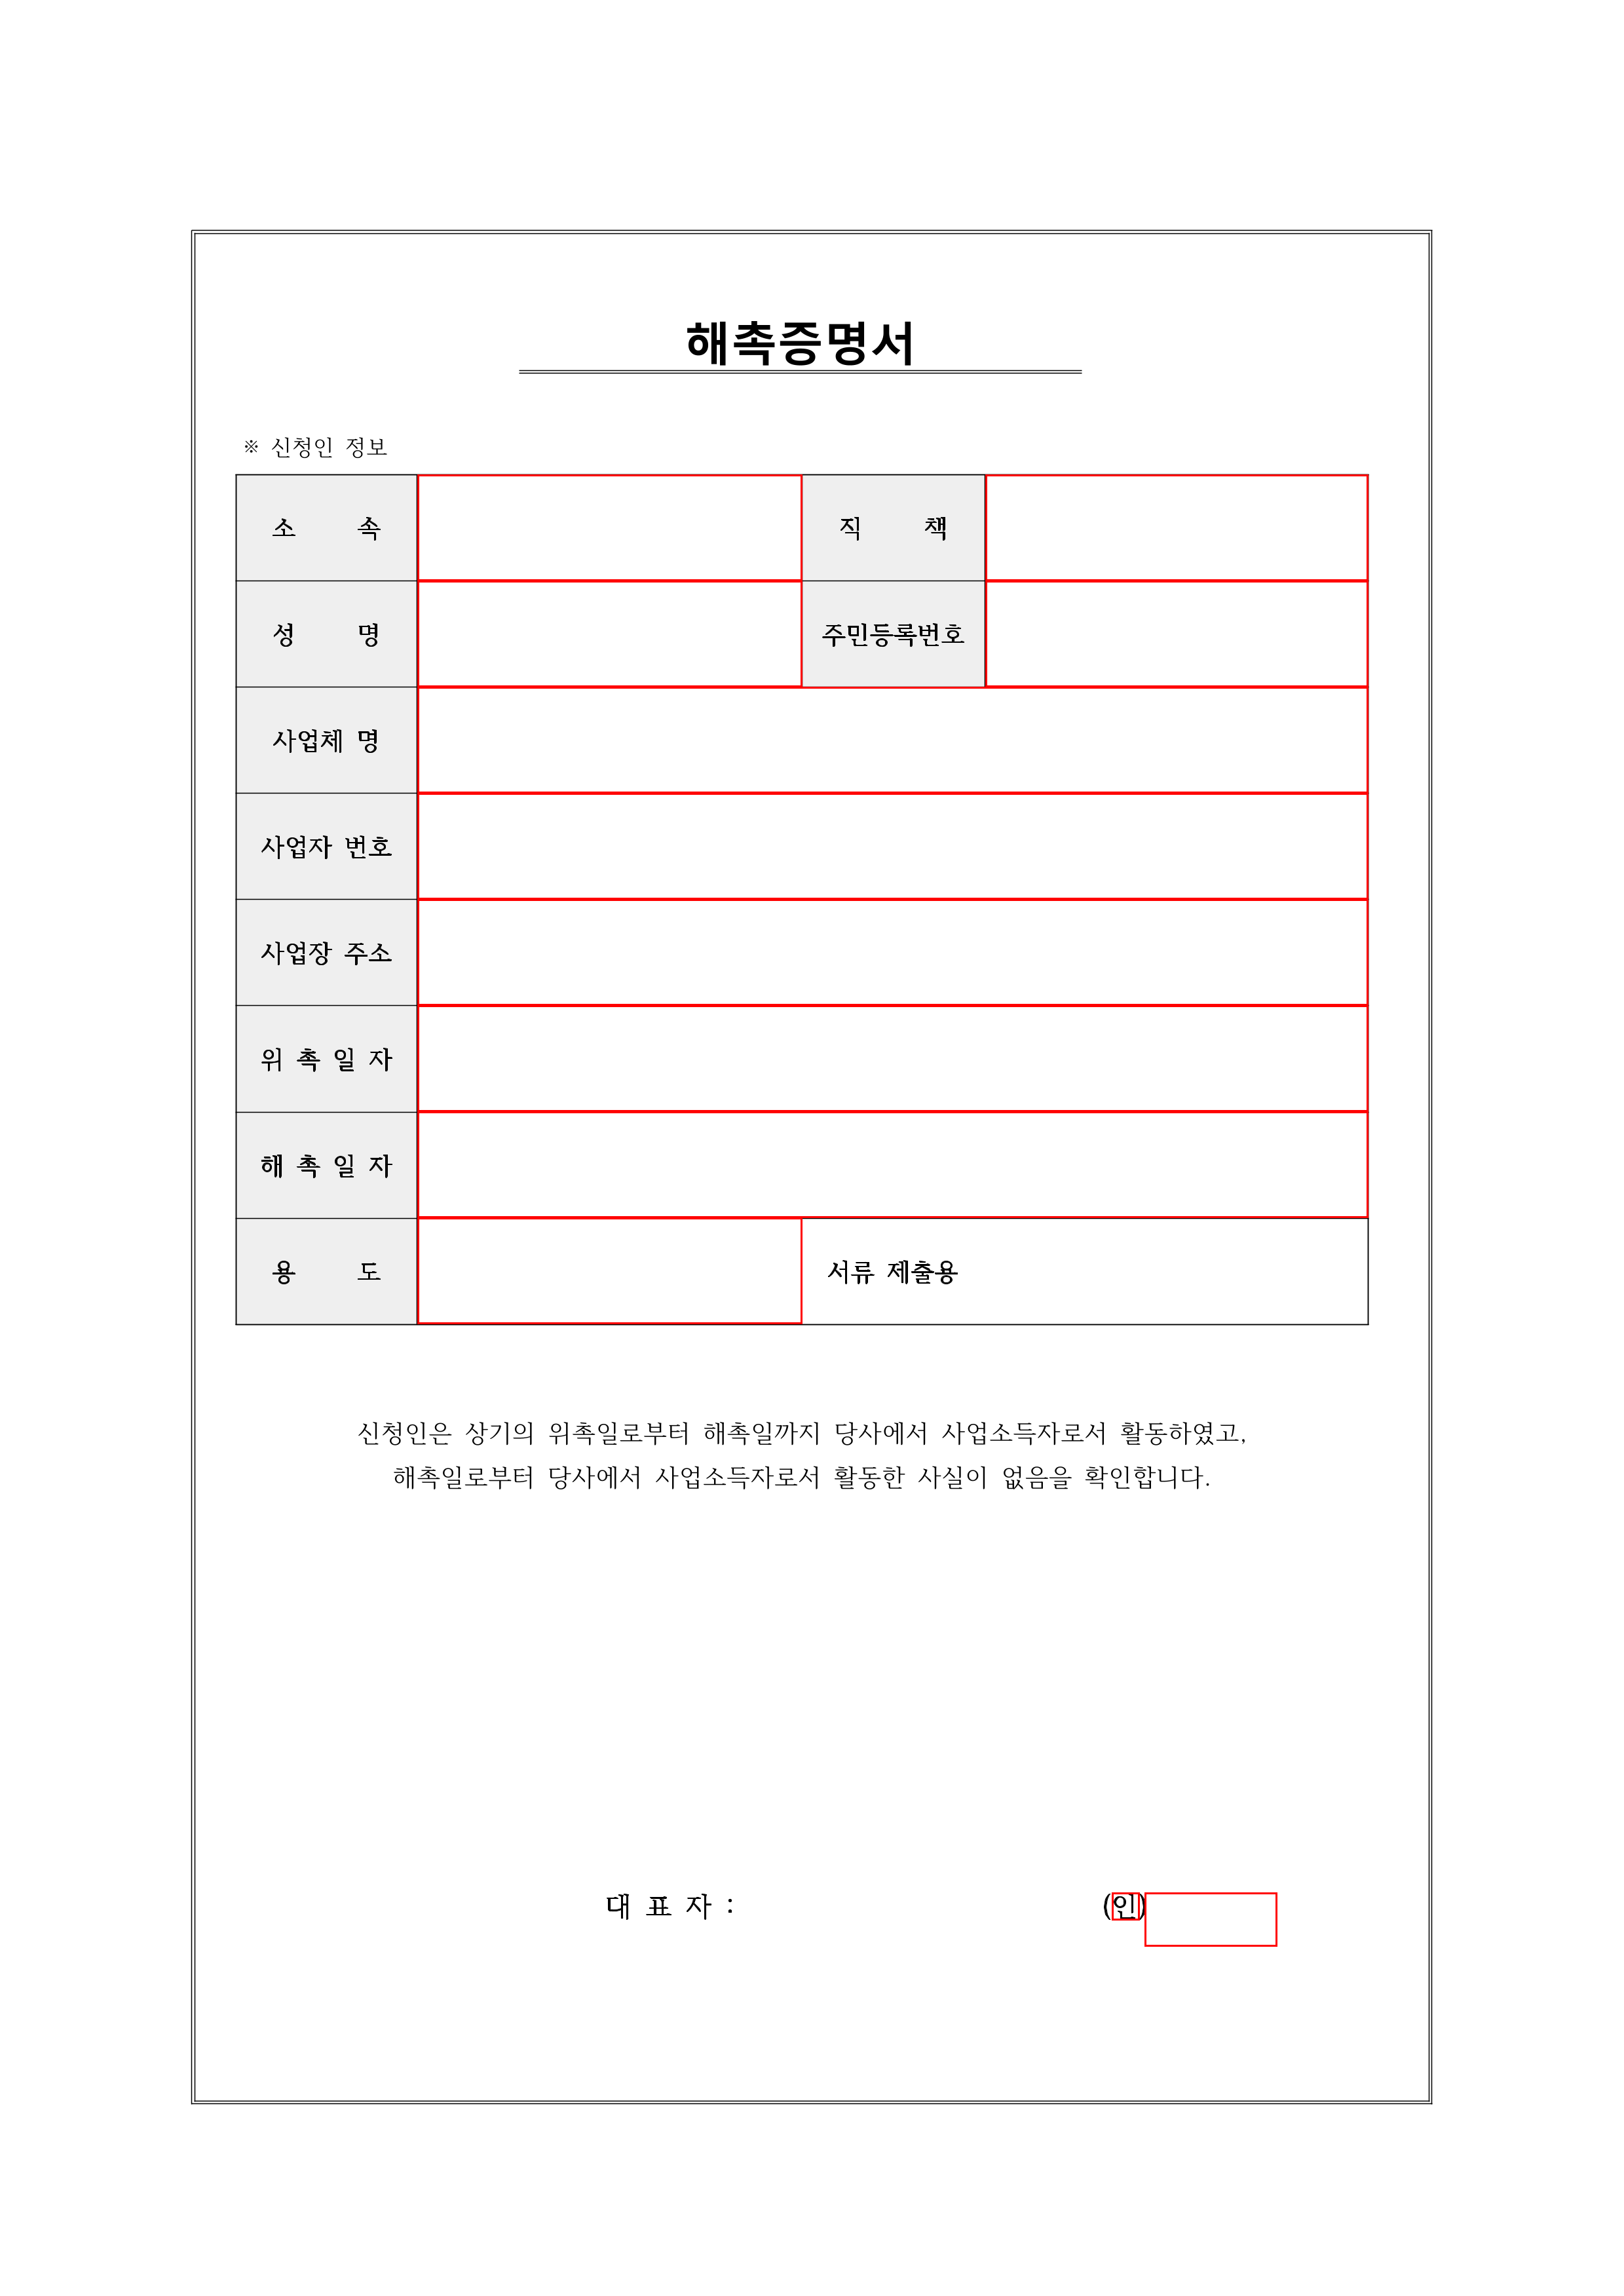 해촉증명서
※ 신청인 정보
소 속 직 책
성 명 주민등록번호
사업체 명
사업자 번호
사업장 주소
위 촉 일 자
해 촉 일 자
용 도 서류 제출용
신청인은 상기의 위촉일로부터 해촉일까지 당사에서 사업소득자로서 활동하였고,
해촉일로부터 당사에서 사업소득자로서 활동한 사실이 없음을 확인합니다.
대 표 자 : (인)